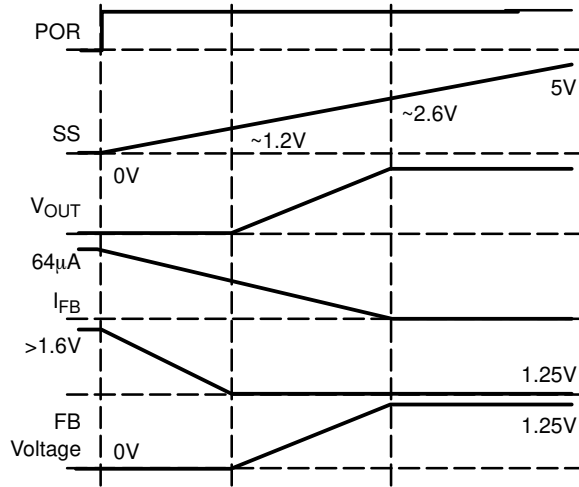 POR
5V
~2.6V
SS
~1.2V
0V
VOUT
64μA
IFB
>1.6V
1.25V
FB
1.25V
Voltage
0V